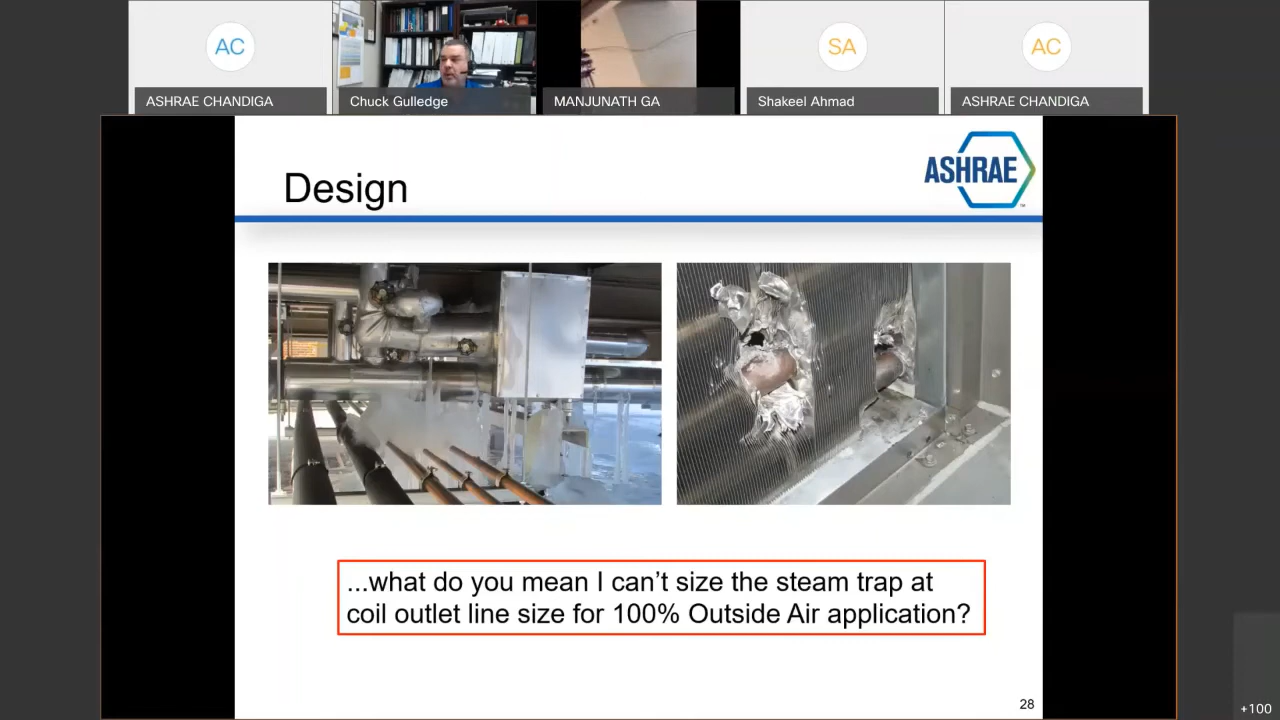 AC
SA
AC
ASHRAE CHANDIGA
Chuck Gulledge
MANJUNATH GA
Shakeel Ahmad
ASHRAE CHANDIGA
Design
ASHRAE
TM
...what do you mean I can't size the steam trap at
coil outlet line size for 100% Outside Air application?
28
+100